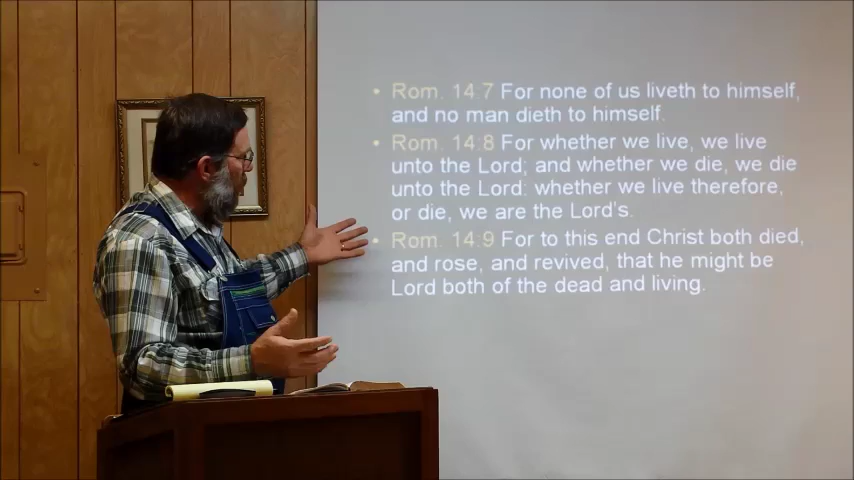 • Rom. 14:7 For none of us liveth to himself,
and no man dieth to himself.
• Rom. 14:8 For whether we live, we live
unto the Lord; and whether we die, we die
unto the Lord: whether we live therefore,
or die, we are the Lord's.
• Rom. 14:9 For to this end Christ both died,
and rose, and revived, that he might be
Lord both of the dead and living.